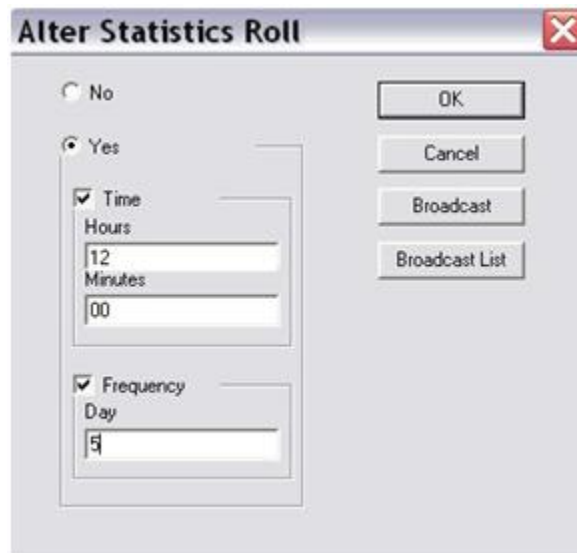 Alter Statistics Roll
No
Yes
Time
Hours
12
Minutes
00
Frequency
Day
5
OK
Cancel
Broadcast
Broadcast List